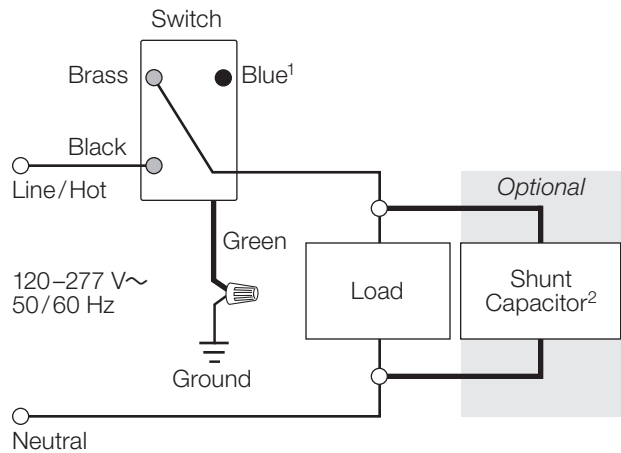 Switch
Brass
Blue¹
Black
Line/Hot
Optional
Green
120–277 V~
50/60 Hz
Load
Shunt
Capacitor²
Ground
Neutral